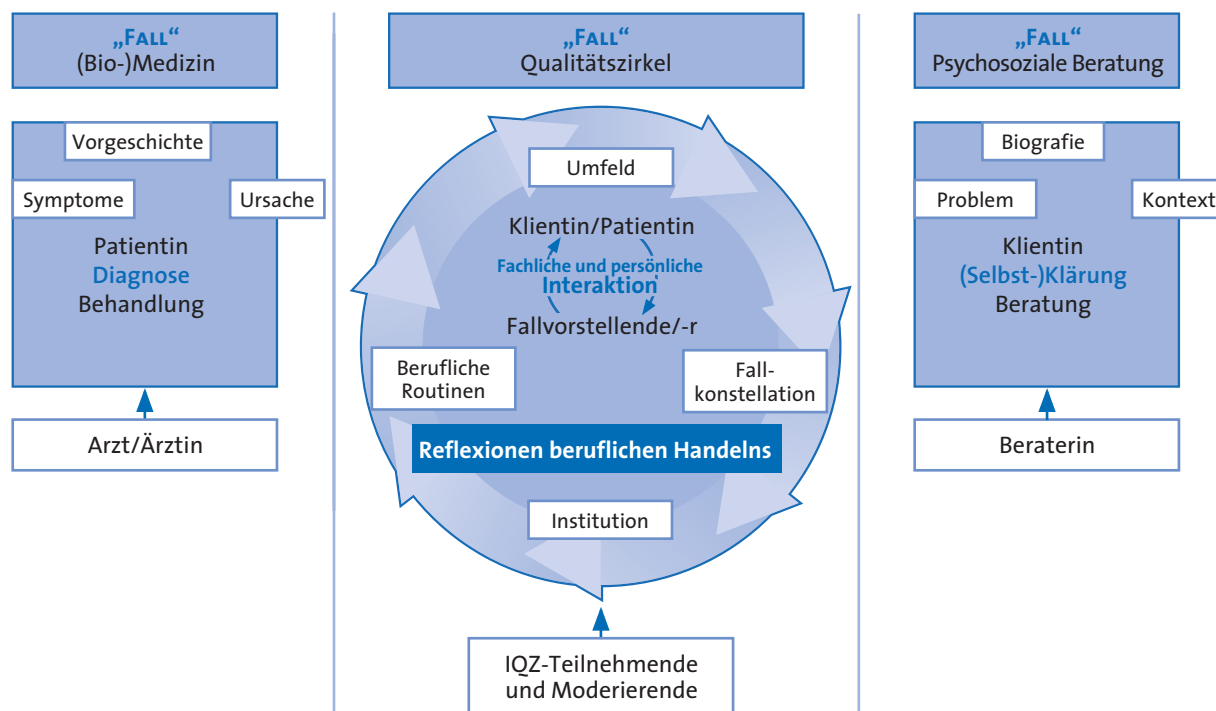 „FALL“
(Bio-)Medizin
Vorgeschichte
Symptome
Ursache
Patientin
Diagnose
Behandlung
Arzt/Ärztin
„FALL“
Qualitätszirkel
Umfeld
Klientin/Patientin
Fachliche und persönliche
Interaktion
Fallvorstellende/-r
Berufliche
Routinen
Fall-
konstellation
Reflexionen beruflichen Handelns
Institution
IQZ-Teilnehmende
und Moderierende
„FALL“
Psychosoziale Beratung
Biografie
Problem
Kontext
Klientin
(Selbst-)Klärung
Beratung
Beraterin